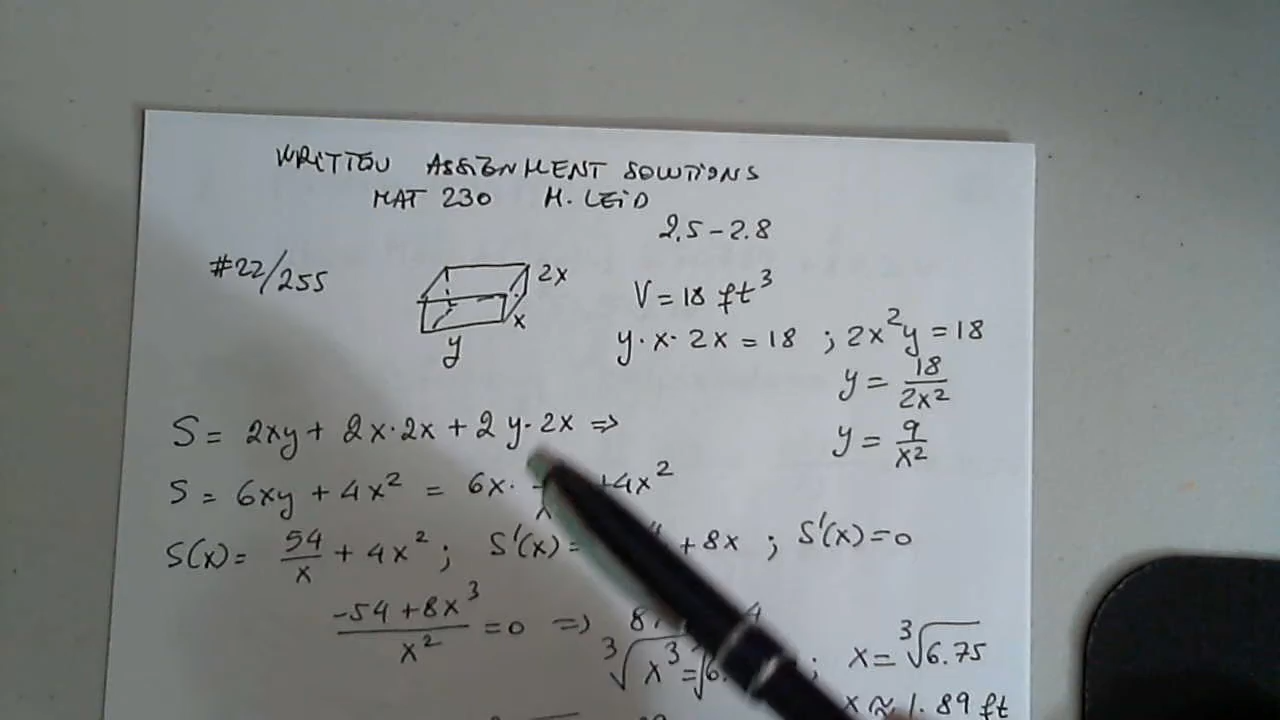 WRITTEN ASSIGNMENT SOLUTIONS
MAT 230 M. LEID
2.5-2.8
#22/255
2x
x
y
V = 18 ft³
y·x·2x = 18 ; 2x²y = 18
y = 18/2x²
y = 9/x²
S = 2xy + 2x·2x + 2y·2x ⇒
S = 6xy + 4x² = 6x· +4x²
S(x) = 54/x + 4x² ; S'(x) = +8x ; S'(x) = 0
(-54 + 8x³)/x² = 0 ⇒
∛x³ = ; x = ∛6.75
x ≈ 1.89 ft